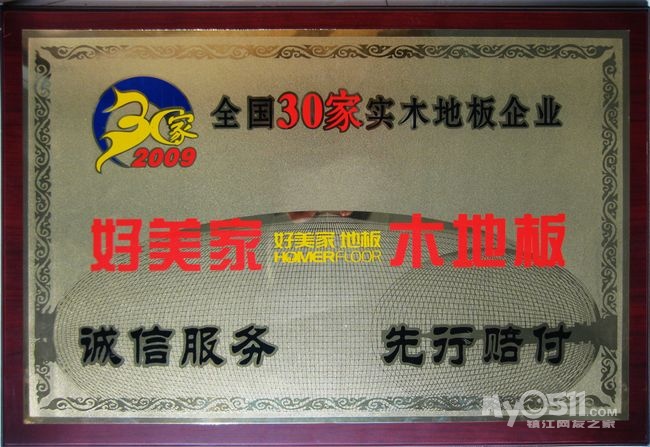 30家
2009
全国30家实木地板企业
好美家
好美家 地板
HOMERFLOOR
木地板
诚信服务
先行赔付
my0511.com
镇江网友之家